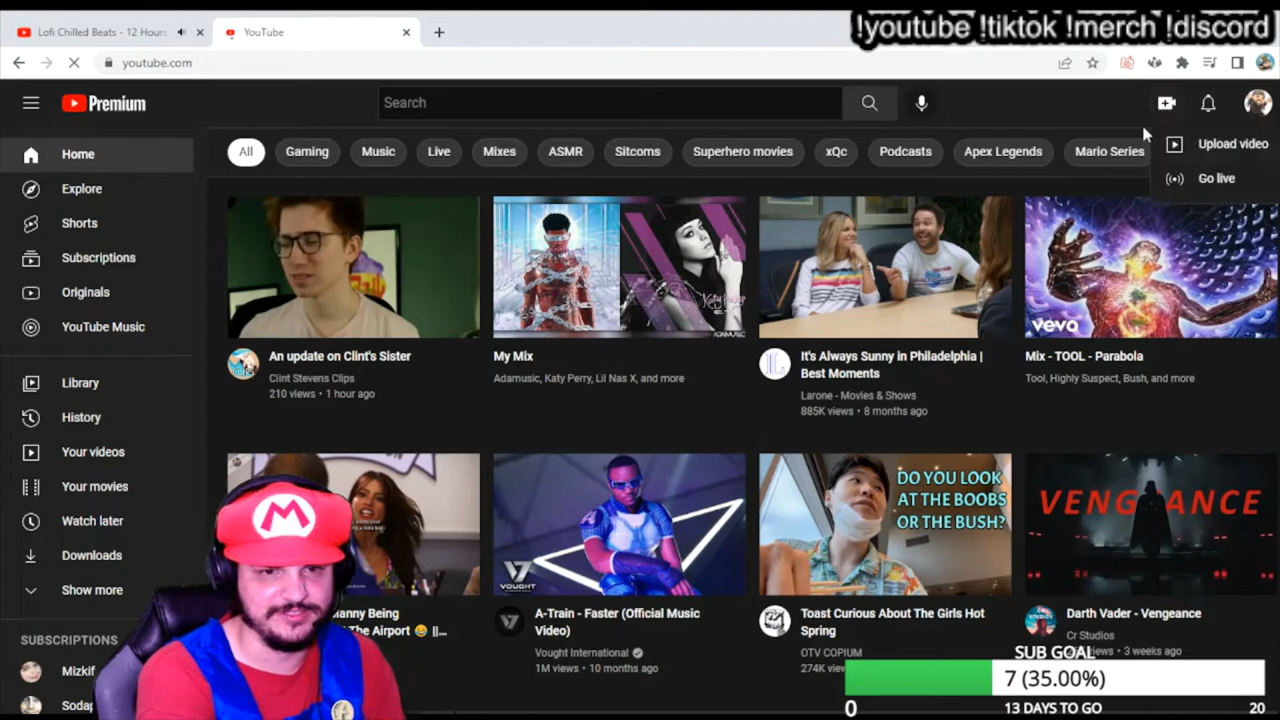 !youtube !tiktok !merch !discord
Lofi Chilled Beats - 12 Hours
YouTube
youtube.com
Premium
Search
Upload video
Go live
All
Gaming
Music
Live
Mixes
ASMR
Sitcoms
Superhero movies
xQc
Podcasts
Apex Legends
Mario Series
Home
Explore
Shorts
Subscriptions
Originals
YouTube Music
Library
History
Your videos
Your movies
Watch later
Downloads
Show more
SUBSCRIPTIONS
Mizkif
An update on Clint's Sister
Clint Stevens Clips
210 views • 1 hour ago
My Mix
Adamusic, Katy Perry, Lil Nas X, and more
It's Always Sunny in Philadelphia |
Best Moments
Larone - Movies & Shows
885K views • 8 months ago
vevo
Mix - TOOL - Parabola
Tool, Highly Suspect, Bush, and more
M
anny Being
The Airport 😂 ||...
VOUGHT
A-Train - Faster (Official Music
Video)
Vought International
1M views • 10 months ago
DO YOU LOOK
AT THE BOOBS
OR THE BUSH?
Toast Curious About The Girls Hot
Spring
OTV COPIUM
274K
VENGEANCE
Darth Vader - Vengeance
Cr Studios
views • 3 weeks ago
SUB GOAL
7 (35.00%)
0
13 DAYS TO GO
20